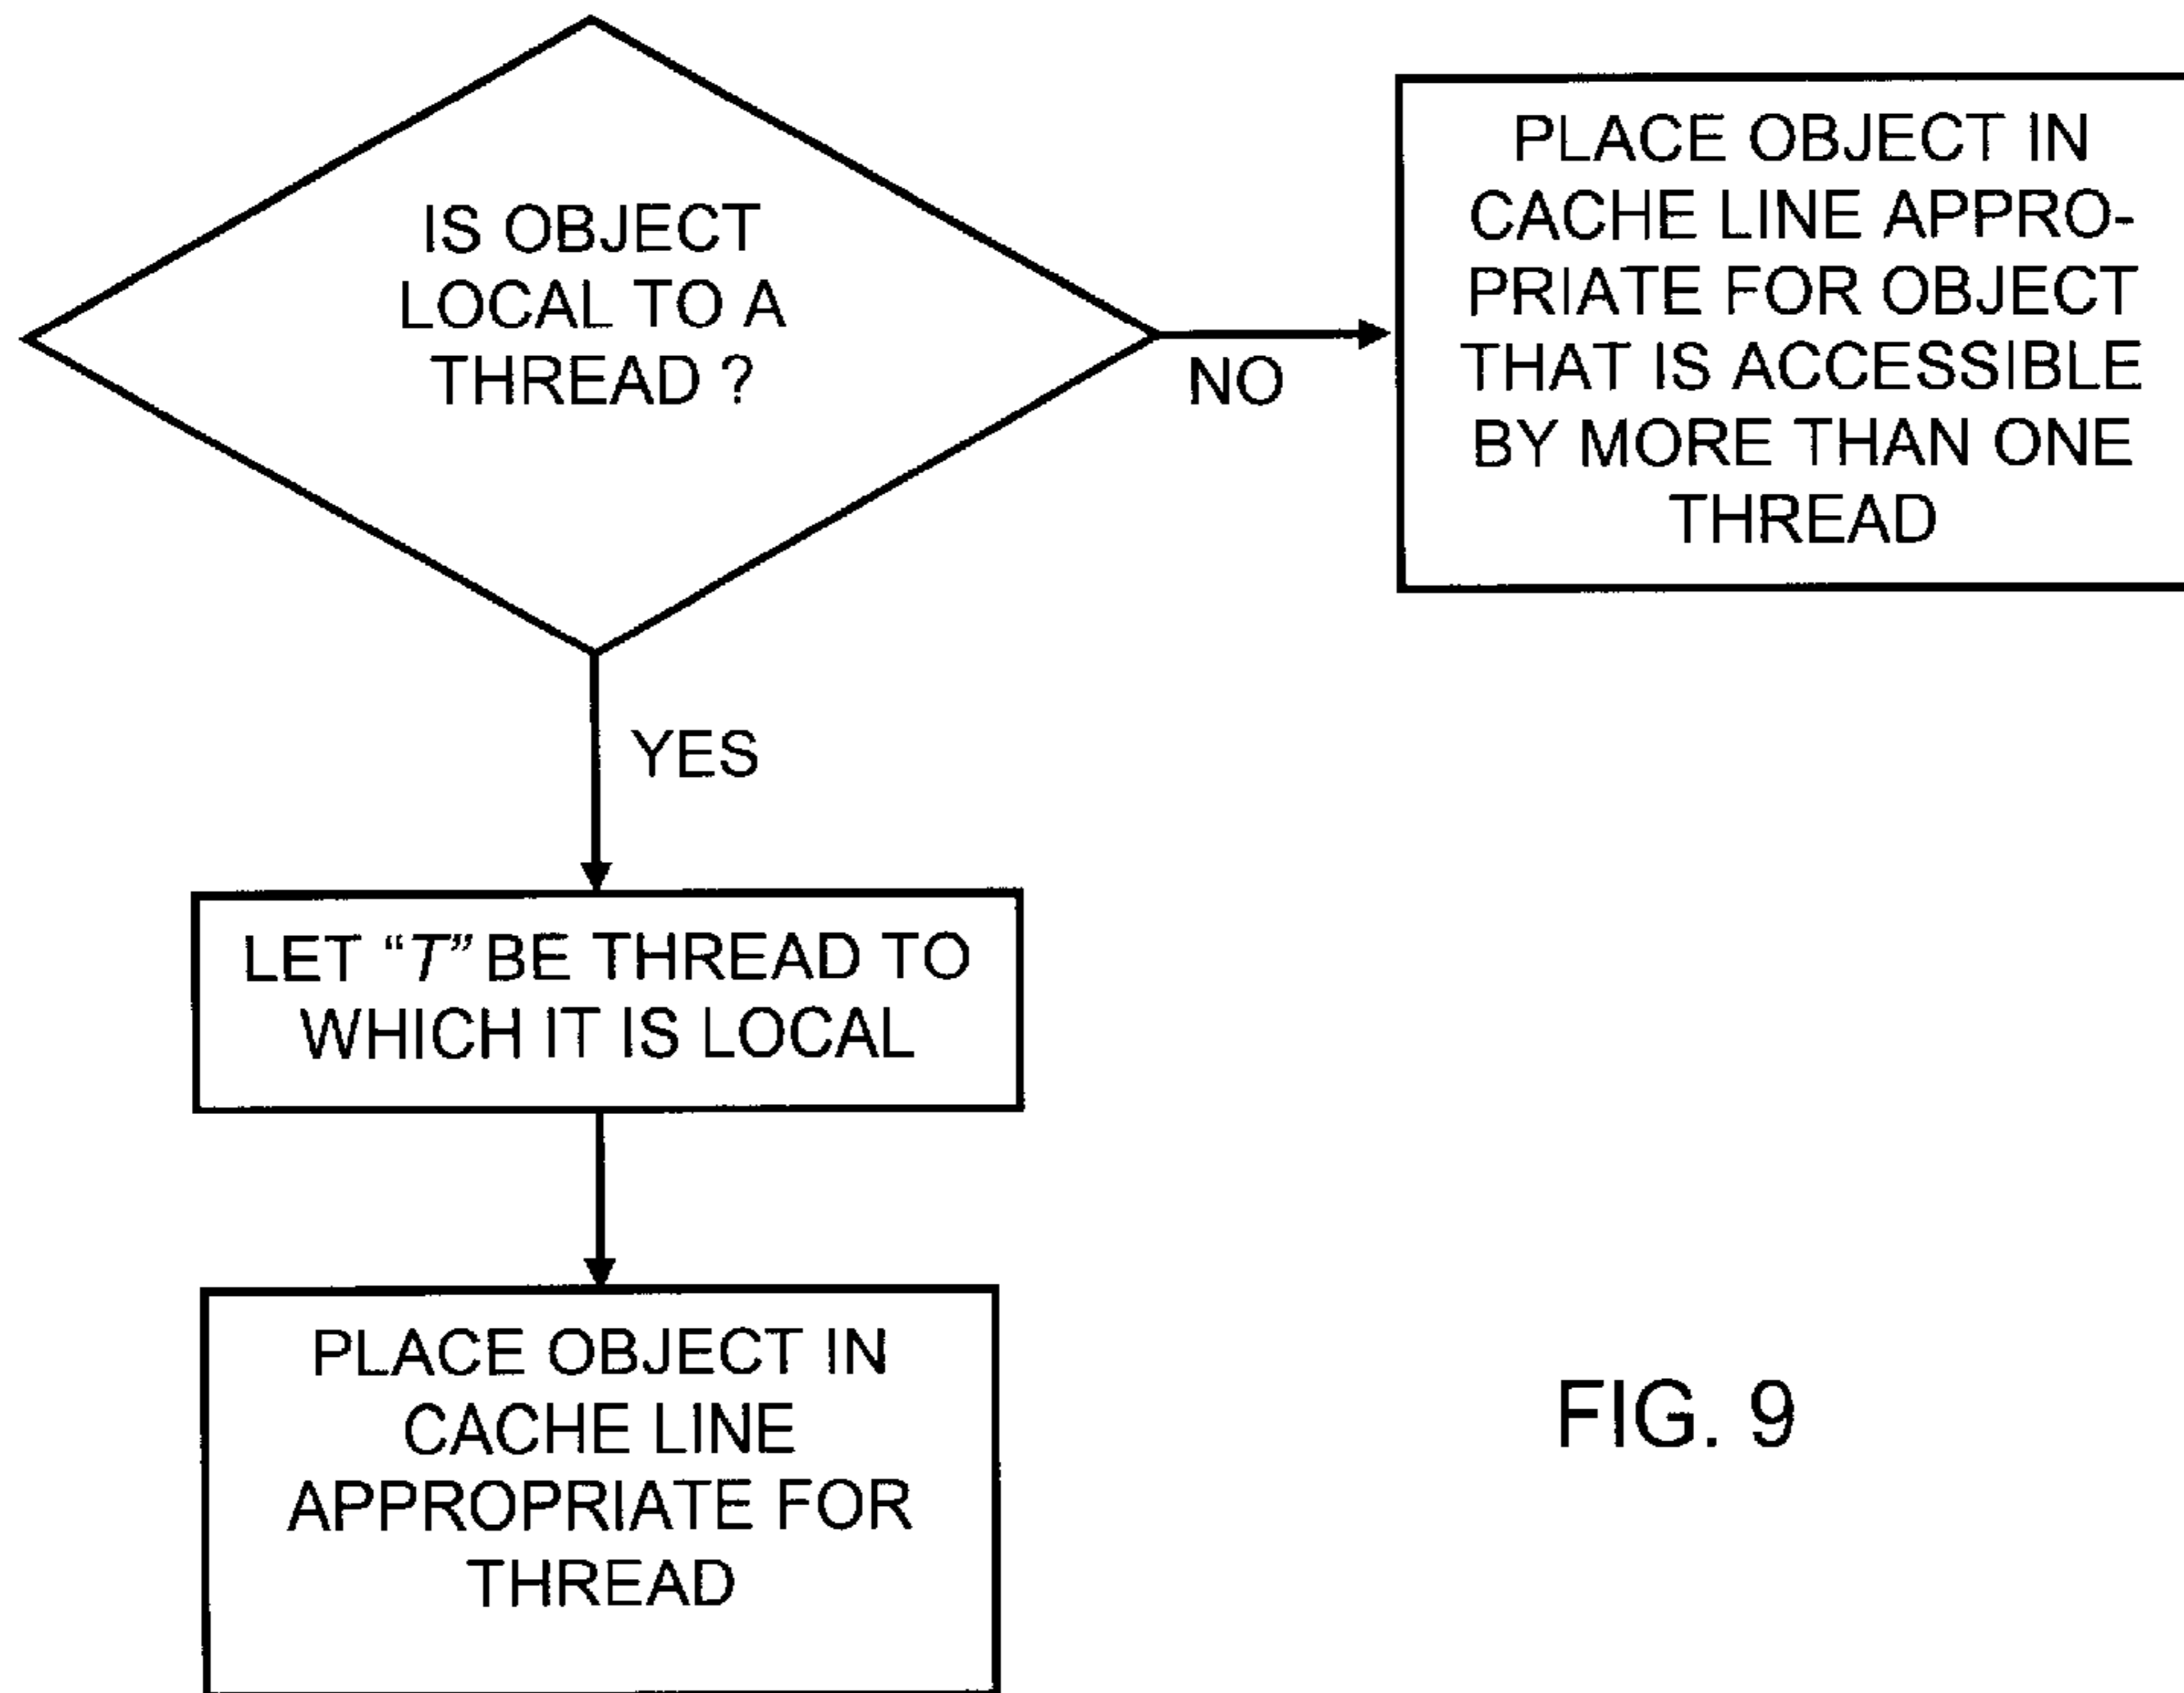 IS OBJECT
LOCAL TO A
THREAD ?
NO
PLACE OBJECT IN
CACHE LINE APPRO-
PRIATE FOR OBJECT
THAT IS ACCESSIBLE
BY MORE THAN ONE
THREAD
YES
LET “T” BE THREAD TO
WHICH IT IS LOCAL
PLACE OBJECT IN
CACHE LINE
APPROPRIATE FOR
THREAD
FIG. 9